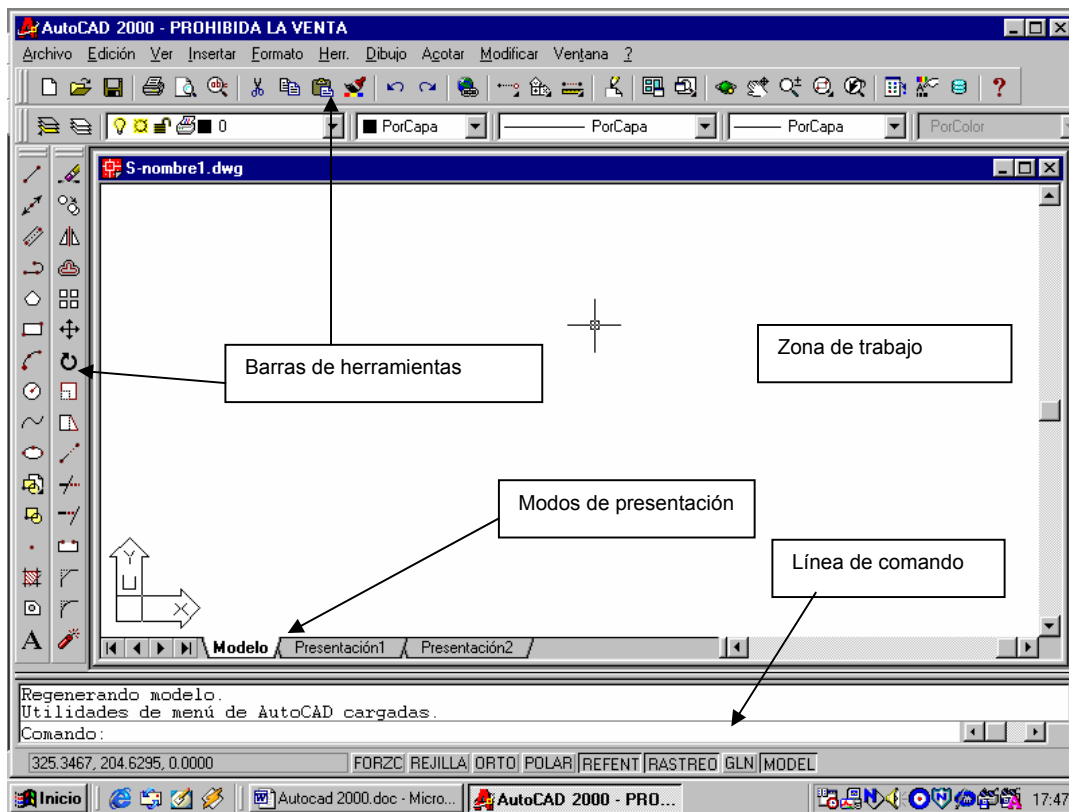 AutoCAD 2000 - PROHIBIDA LA VENTA
Archivo Edición Ver Insertar Formato Herr. Dibujo Acotar Modificar Ventana ?
0 PorCapa PorCapa PorCapa PorColor
S-nombre1.dwg
Zona de trabajo
Barras de herramientas
Modos de presentación
Línea de comando
Y
U
X
A
Modelo Presentación1 Presentación2
Regenerando modelo.
Utilidades de menú de AutoCAD cargadas.
Comando:
325.3467, 204.6295, 0.0000 FORZC REJILLA ORTO POLAR REFENT RASTREO GLN MODEL
Inicio Autocad 2000.doc - Micro... AutoCAD 2000 - PRO... 17:47